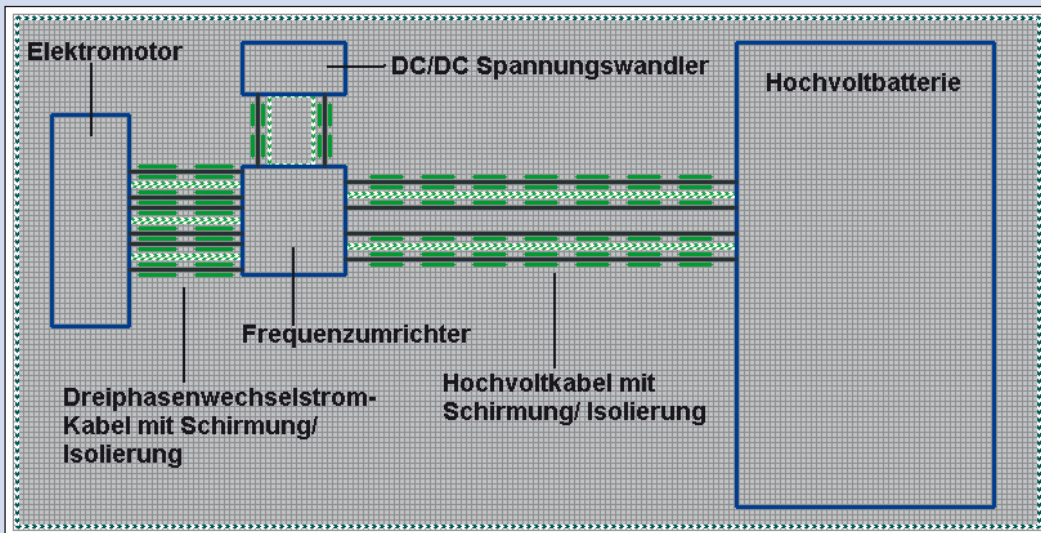 Elektromotor
DC/DC Spannungswandler
Hochvoltbatterie
Frequenzumrichter
Dreiphasenwechselstrom-
Kabel mit Schirmung/
Isolierung
Hochvoltkabel mit
Schirmung/ Isolierung